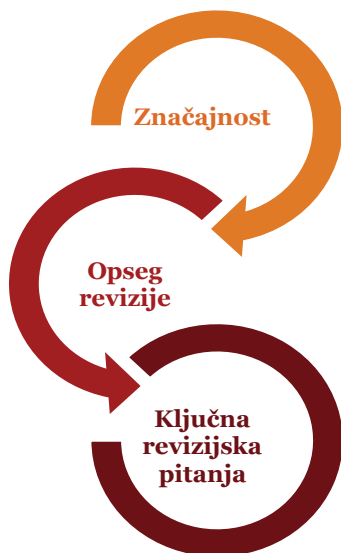 Značajnost
Opseg
revizije
Ključna
revizijska
pitanja